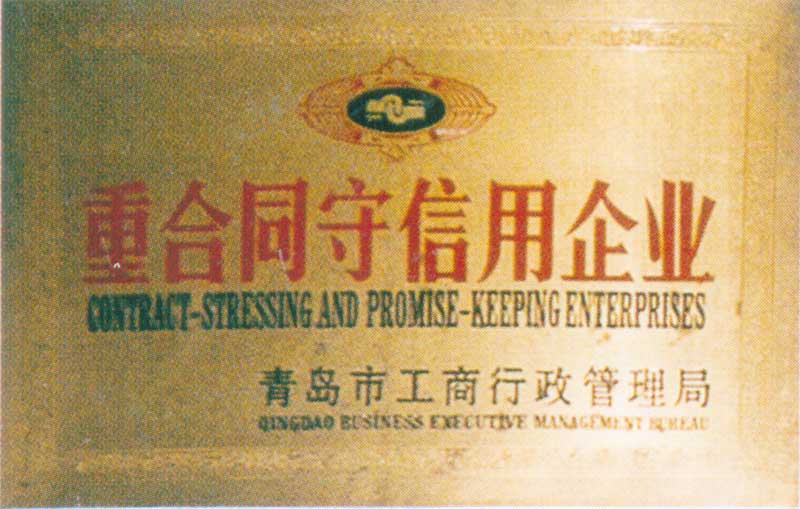 重合同守信用企业
CONTRACT-STRESSING AND PROMISE-KEEPING ENTERPRISES
青岛市工商行政管理局
QINGDAO BUSINESS EXECUTIVE MANAGEMENT BUREAU